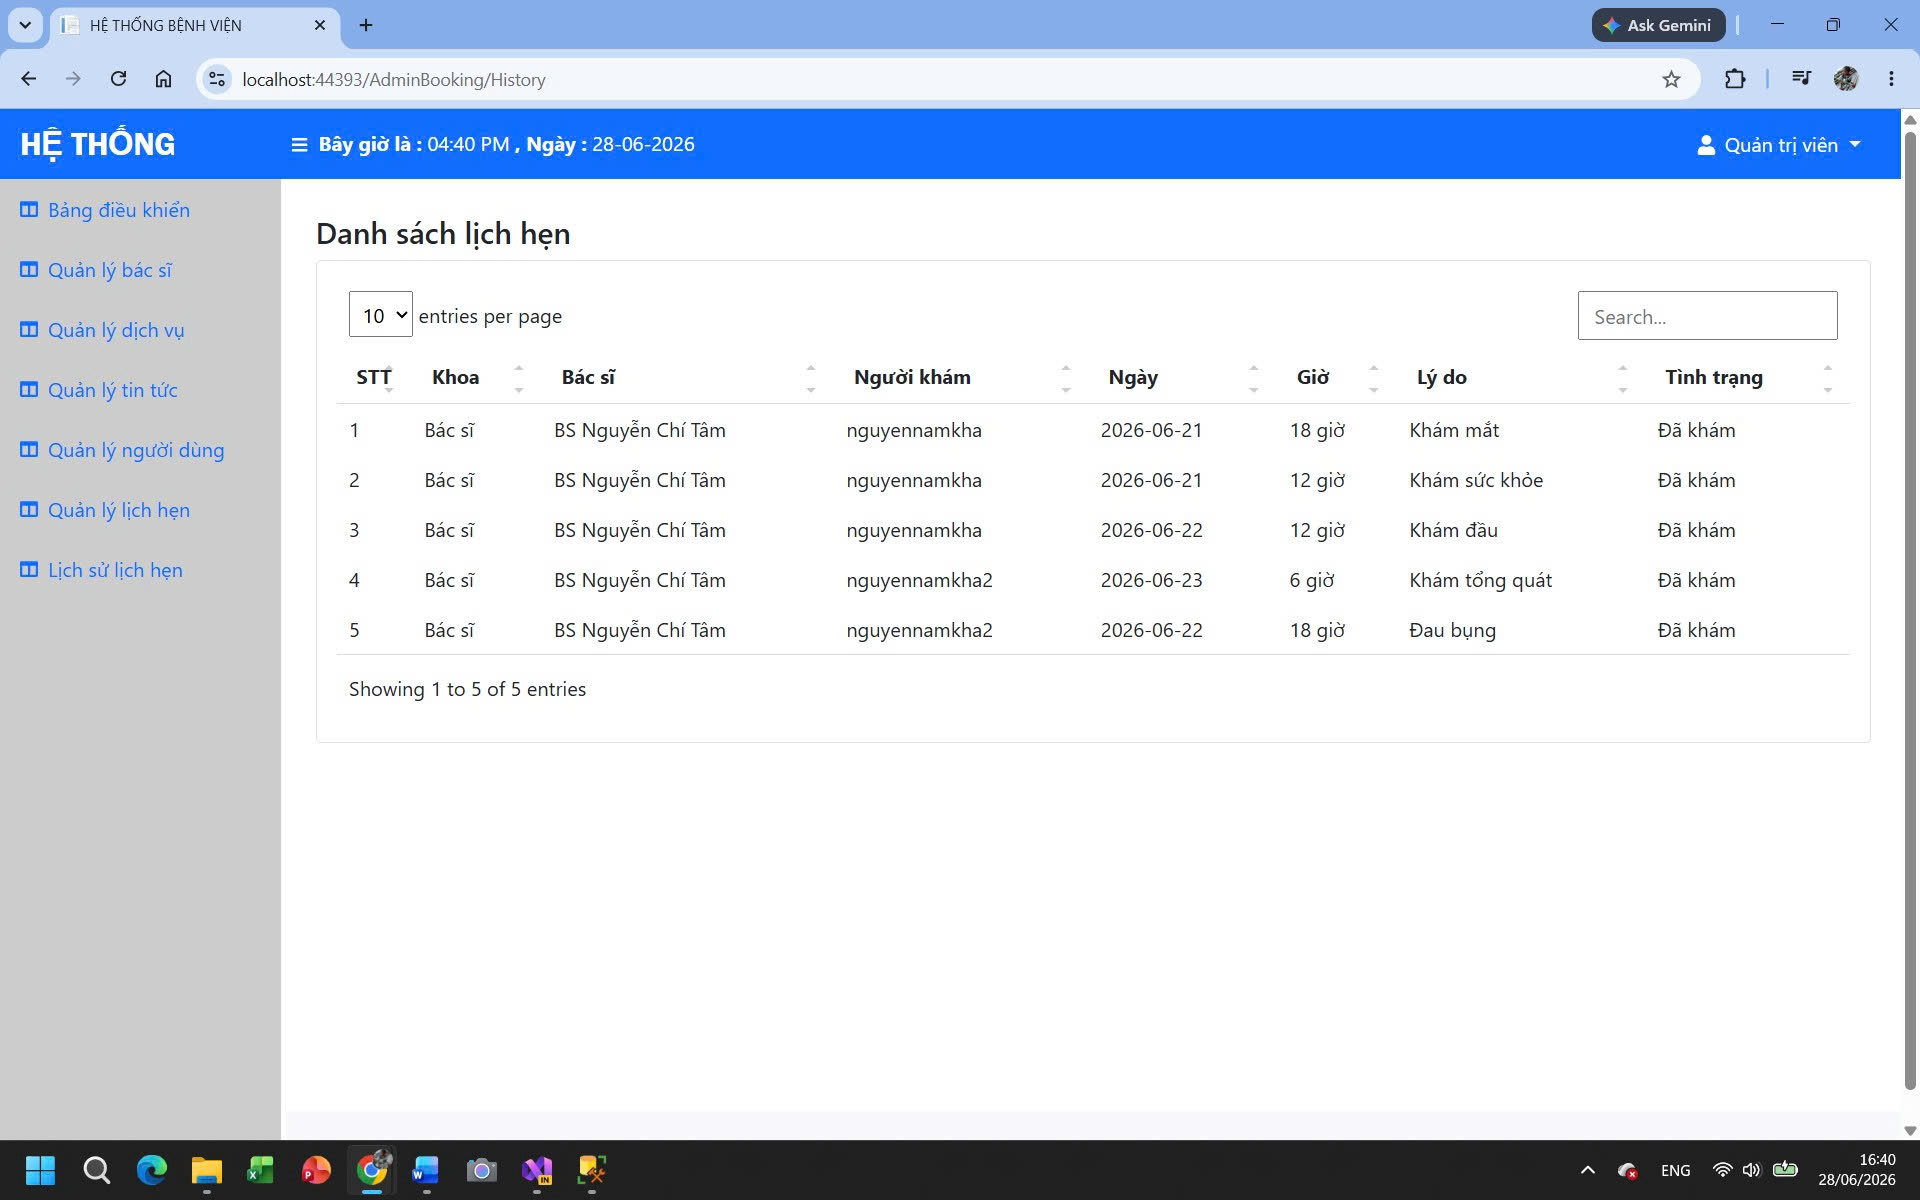 HỆ THỐNG BỆNH VIỆN
Ask Gemini
localhost:44393/AdminBooking/History
HỆ THỐNG
Bây giờ là : 04:40 PM , Ngày : 28-06-2026
Quản trị viên
Bảng điều khiển
Quản lý bác sĩ
Quản lý dịch vụ
Quản lý tin tức
Quản lý người dùng
Quản lý lịch hẹn
Lịch sử lịch hẹn
Danh sách lịch hẹn
10 entries per page
Search...
STT Khoa Bác sĩ Người khám Ngày Giờ Lý do Tình trạng
1 Bác sĩ BS Nguyễn Chí Tâm nguyennamkha 2026-06-21 18 giờ Khám mắt Đã khám
2 Bác sĩ BS Nguyễn Chí Tâm nguyennamkha 2026-06-21 12 giờ Khám sức khỏe Đã khám
3 Bác sĩ BS Nguyễn Chí Tâm nguyennamkha 2026-06-22 12 giờ Khám đầu Đã khám
4 Bác sĩ BS Nguyễn Chí Tâm nguyennamkha2 2026-06-23 6 giờ Khám tổng quát Đã khám
5 Bác sĩ BS Nguyễn Chí Tâm nguyennamkha2 2026-06-22 18 giờ Đau bụng Đã khám
Showing 1 to 5 of 5 entries
ENG
16:40
28/06/2026